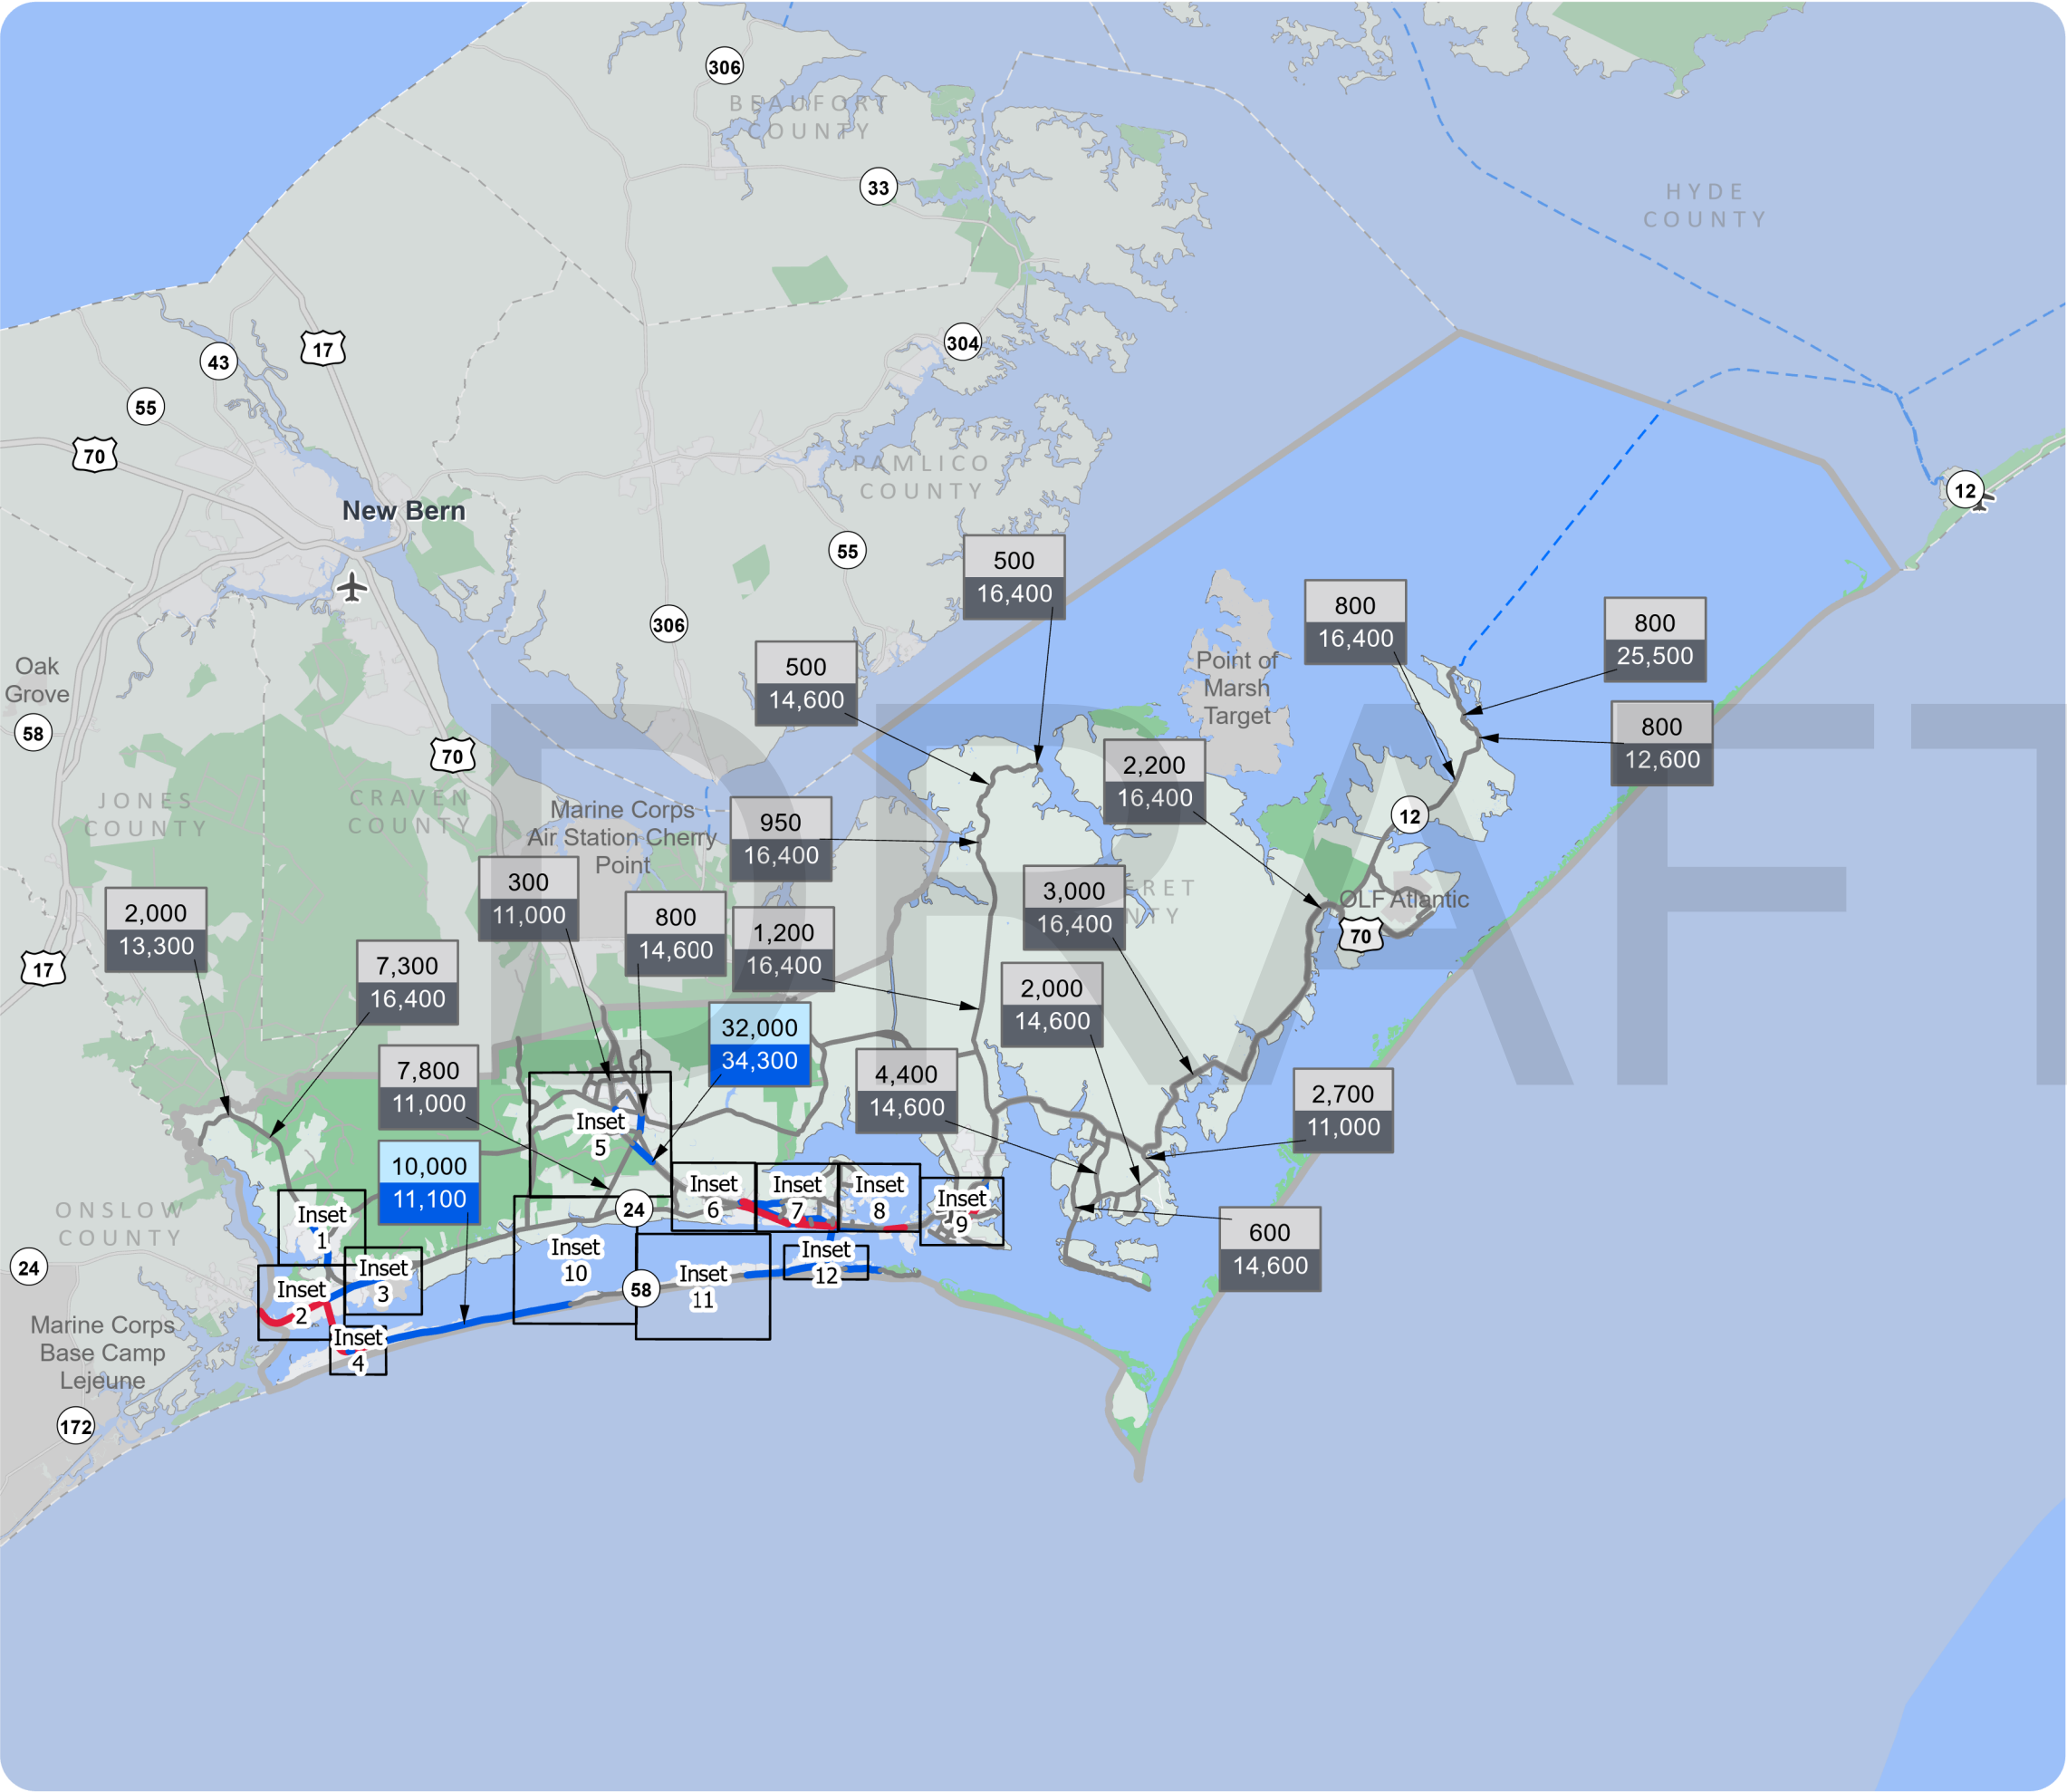 306
BEAUFORT
COUNTY
33
HYDE
COUNTY
17
43
304
55
70
PAMLICO
COUNTY
12
New Bern
55
500
16,400
306
800
16,400
800
25,500
Oak
Grove
500
14,600
Point of
Marsh
Target
58
70
800
12,600
2,200
16,400
DRAFT
JONES
COUNTY
CRAVEN
COUNTY
Marine Corps
Air Station Cherry
Point
950
16,400
12
300
11,000
3,000
16,400
ERET
NTY
OLF Atlantic
2,000
13,300
800
14,600
1,200
16,400
70
7,300
16,400
17
2,000
14,600
32,000
34,300
7,800
11,000
4,400
14,600
2,700
11,000
Inset
5
10,000
11,100
Inset
6
Inset
7
Inset
8
Inset
9
24
ONSLOW
COUNTY
Inset
1
600
14,600
24
Inset
10
Inset
12
Inset
3
Inset
2
58
Inset
11
Marine Corps
Base Camp
Lejeune
Inset
4
172